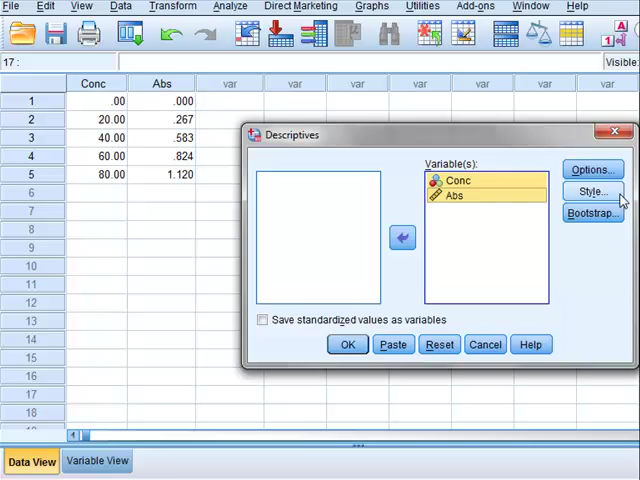 File Edit View Data Transform Analyze Direct Marketing Graphs Utilities Add-ons Window Help
17 :
Visible:
Conc Abs var var var var var var
1 .00 .000
2 20.00 .267
3 40.00 .583
4 60.00 .824
5 80.00 1.120
6
7
8
9
10
11
12
13
14
15
16
17
18
Descriptives
Variable(s):
Conc
Abs
Options...
Style...
Bootstrap...
Save standardized values as variables
OK Paste Reset Cancel Help
Data View Variable View